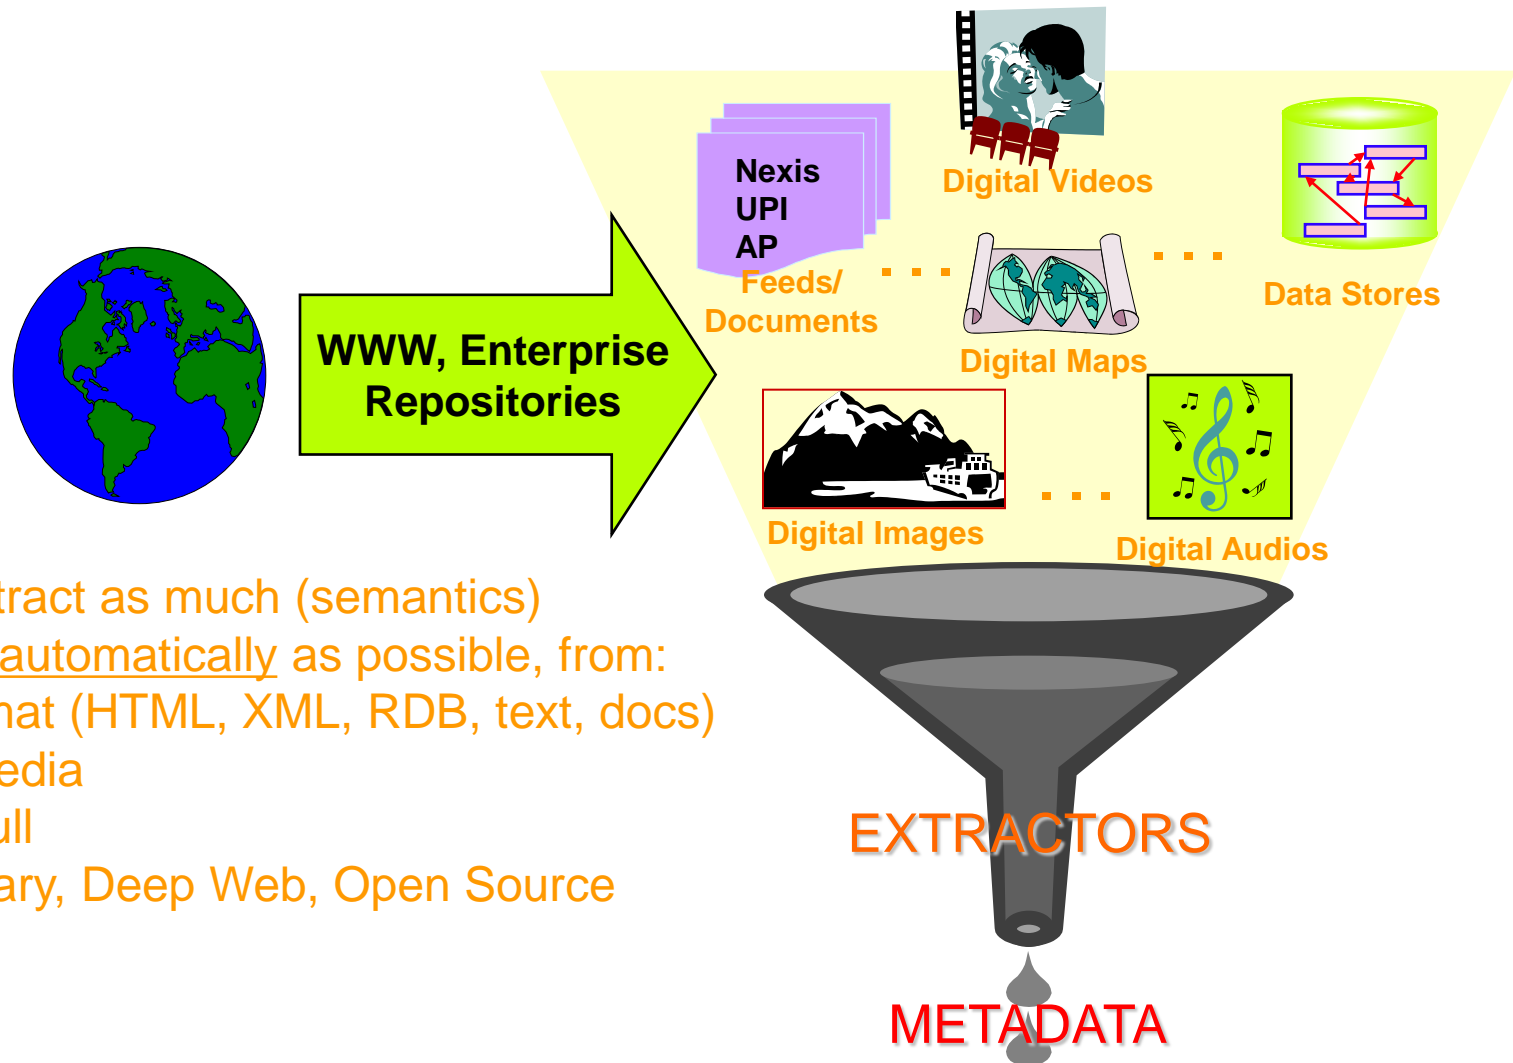 Nexis
UPI
AP
Feeds/
Documents
Digital Videos
Data Stores
Digital Maps
WWW, Enterprise
Repositories
Digital Images
Digital Audios
tract as much (semantics)
automatically as possible, from:
nat (HTML, XML, RDB, text, docs)
edia
ull
ary, Deep Web, Open Source
EXTRACTORS
METADATA